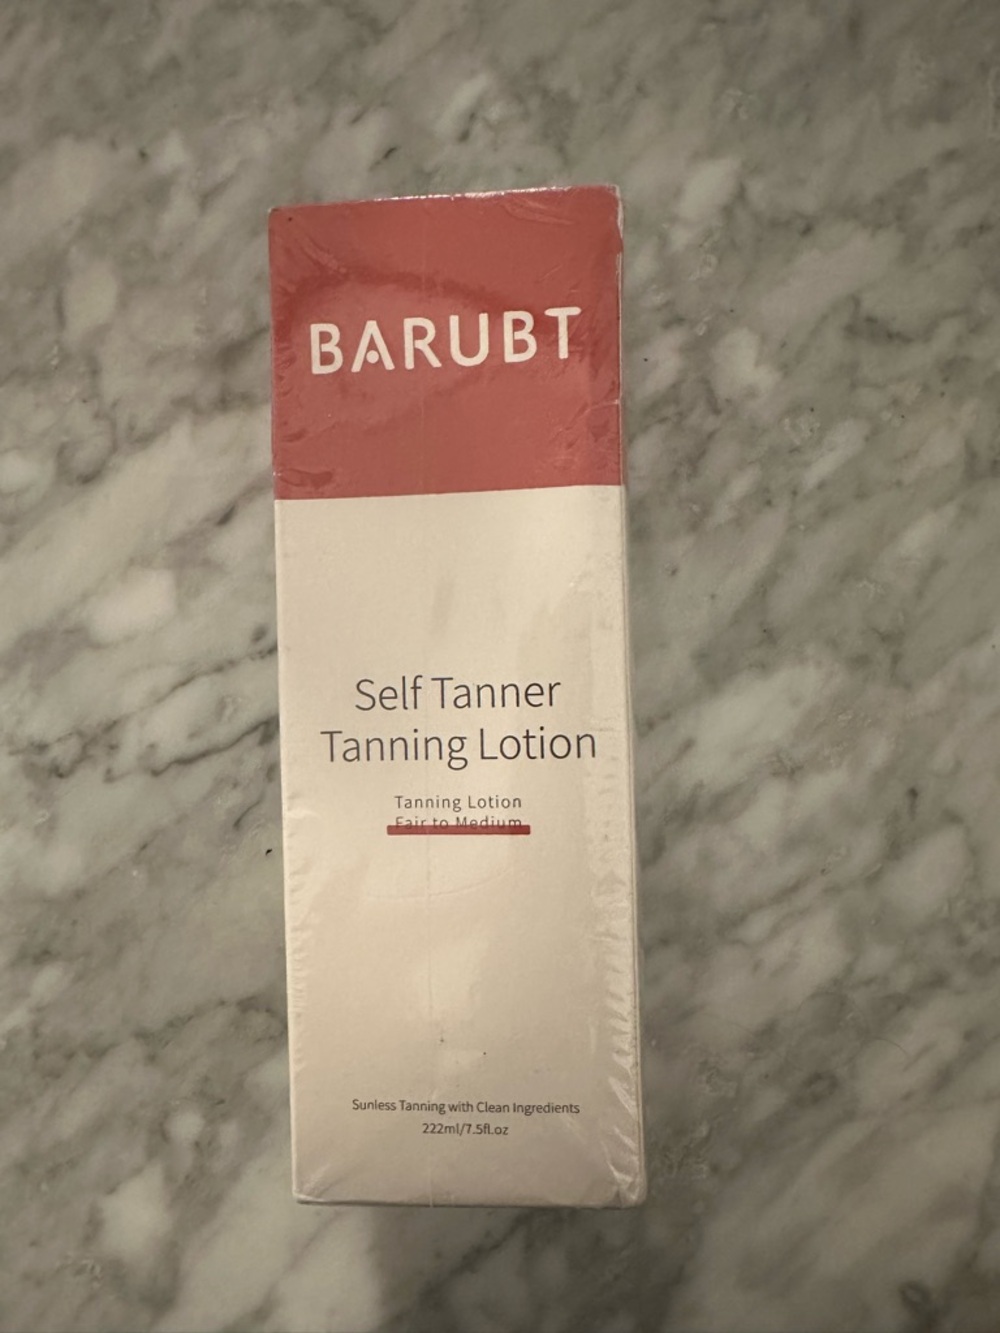 BARUBT
Self Tanner
Tanning Lotion
Tanning Lotion
Fair to Medium
Sunless Tanning with Clean Ingredients
222ml/7.5fl.oz